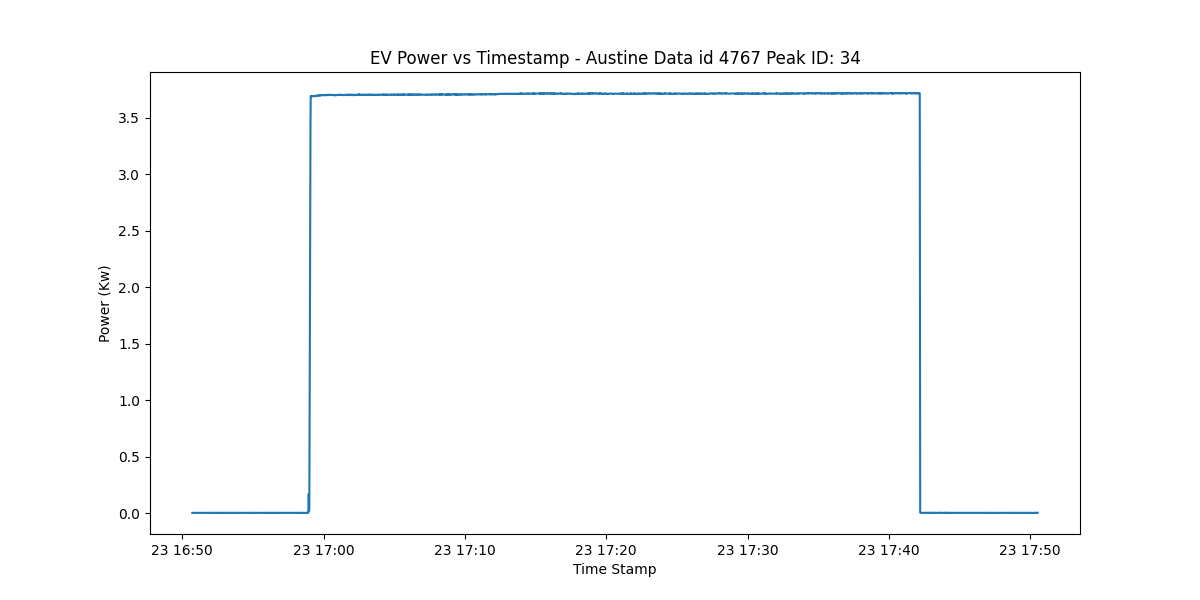 EV Power vs Timestamp - Austine Data id 4767 Peak ID: 34
Power (Kw)
3.5
3.0
2.5
2.0
1.5
1.0
0.5
0.0
23 16:50 23 17:00 23 17:10 23 17:20 23 17:30 23 17:40 23 17:50
Time Stamp